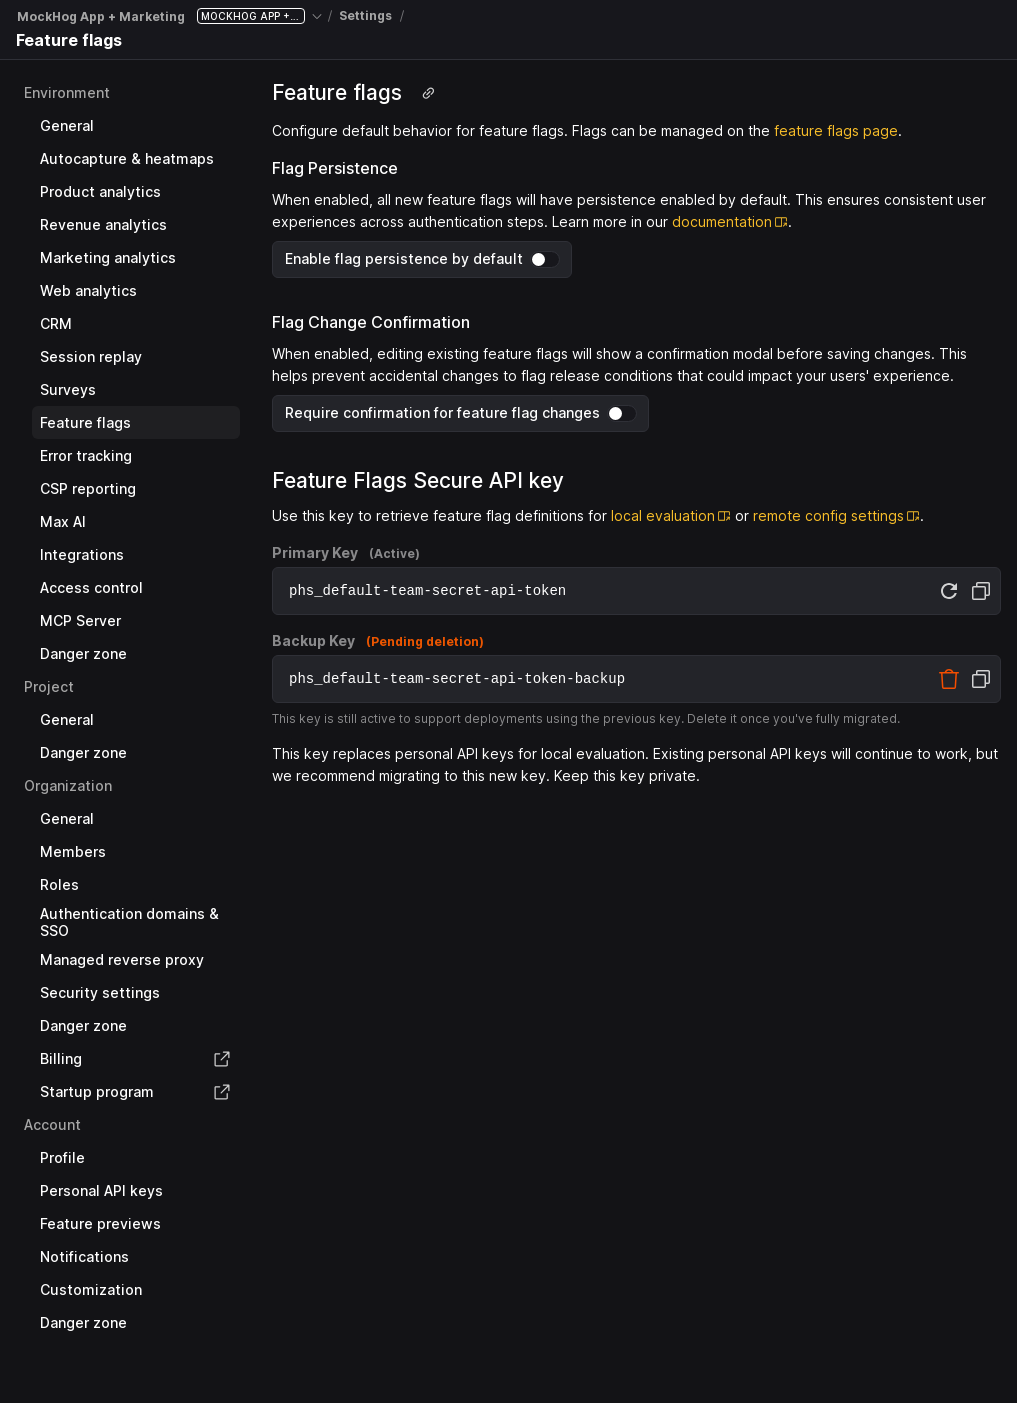 MockHog App + Marketing MOCKHOG APP +... / Settings /
Feature flags
Environment
General
Autocapture & heatmaps
Product analytics
Revenue analytics
Marketing analytics
Web analytics
CRM
Session replay
Surveys
Feature flags
Error tracking
CSP reporting
Max AI
Integrations
Access control
MCP Server
Danger zone
Project
General
Danger zone
Organization
General
Members
Roles
Authentication domains &
SSO
Managed reverse proxy
Security settings
Danger zone
Billing
Startup program
Account
Profile
Personal API keys
Feature previews
Notifications
Customization
Danger zone
Feature flags
Configure default behavior for feature flags. Flags can be managed on the feature flags page.
Flag Persistence
When enabled, all new feature flags will have persistence enabled by default. This ensures consistent user
experiences across authentication steps. Learn more in our documentation.
Enable flag persistence by default
Flag Change Confirmation
When enabled, editing existing feature flags will show a confirmation modal before saving changes. This
helps prevent accidental changes to flag release conditions that could impact your users' experience.
Require confirmation for feature flag changes
Feature Flags Secure API key
Use this key to retrieve feature flag definitions for local evaluation or remote config settings.
Primary Key (Active)
phs_default-team-secret-api-token
Backup Key (Pending deletion)
phs_default-team-secret-api-token-backup
This key is still active to support deployments using the previous key. Delete it once you've fully migrated.
This key replaces personal API keys for local evaluation. Existing personal API keys will continue to work, but
we recommend migrating to this new key. Keep this key private.